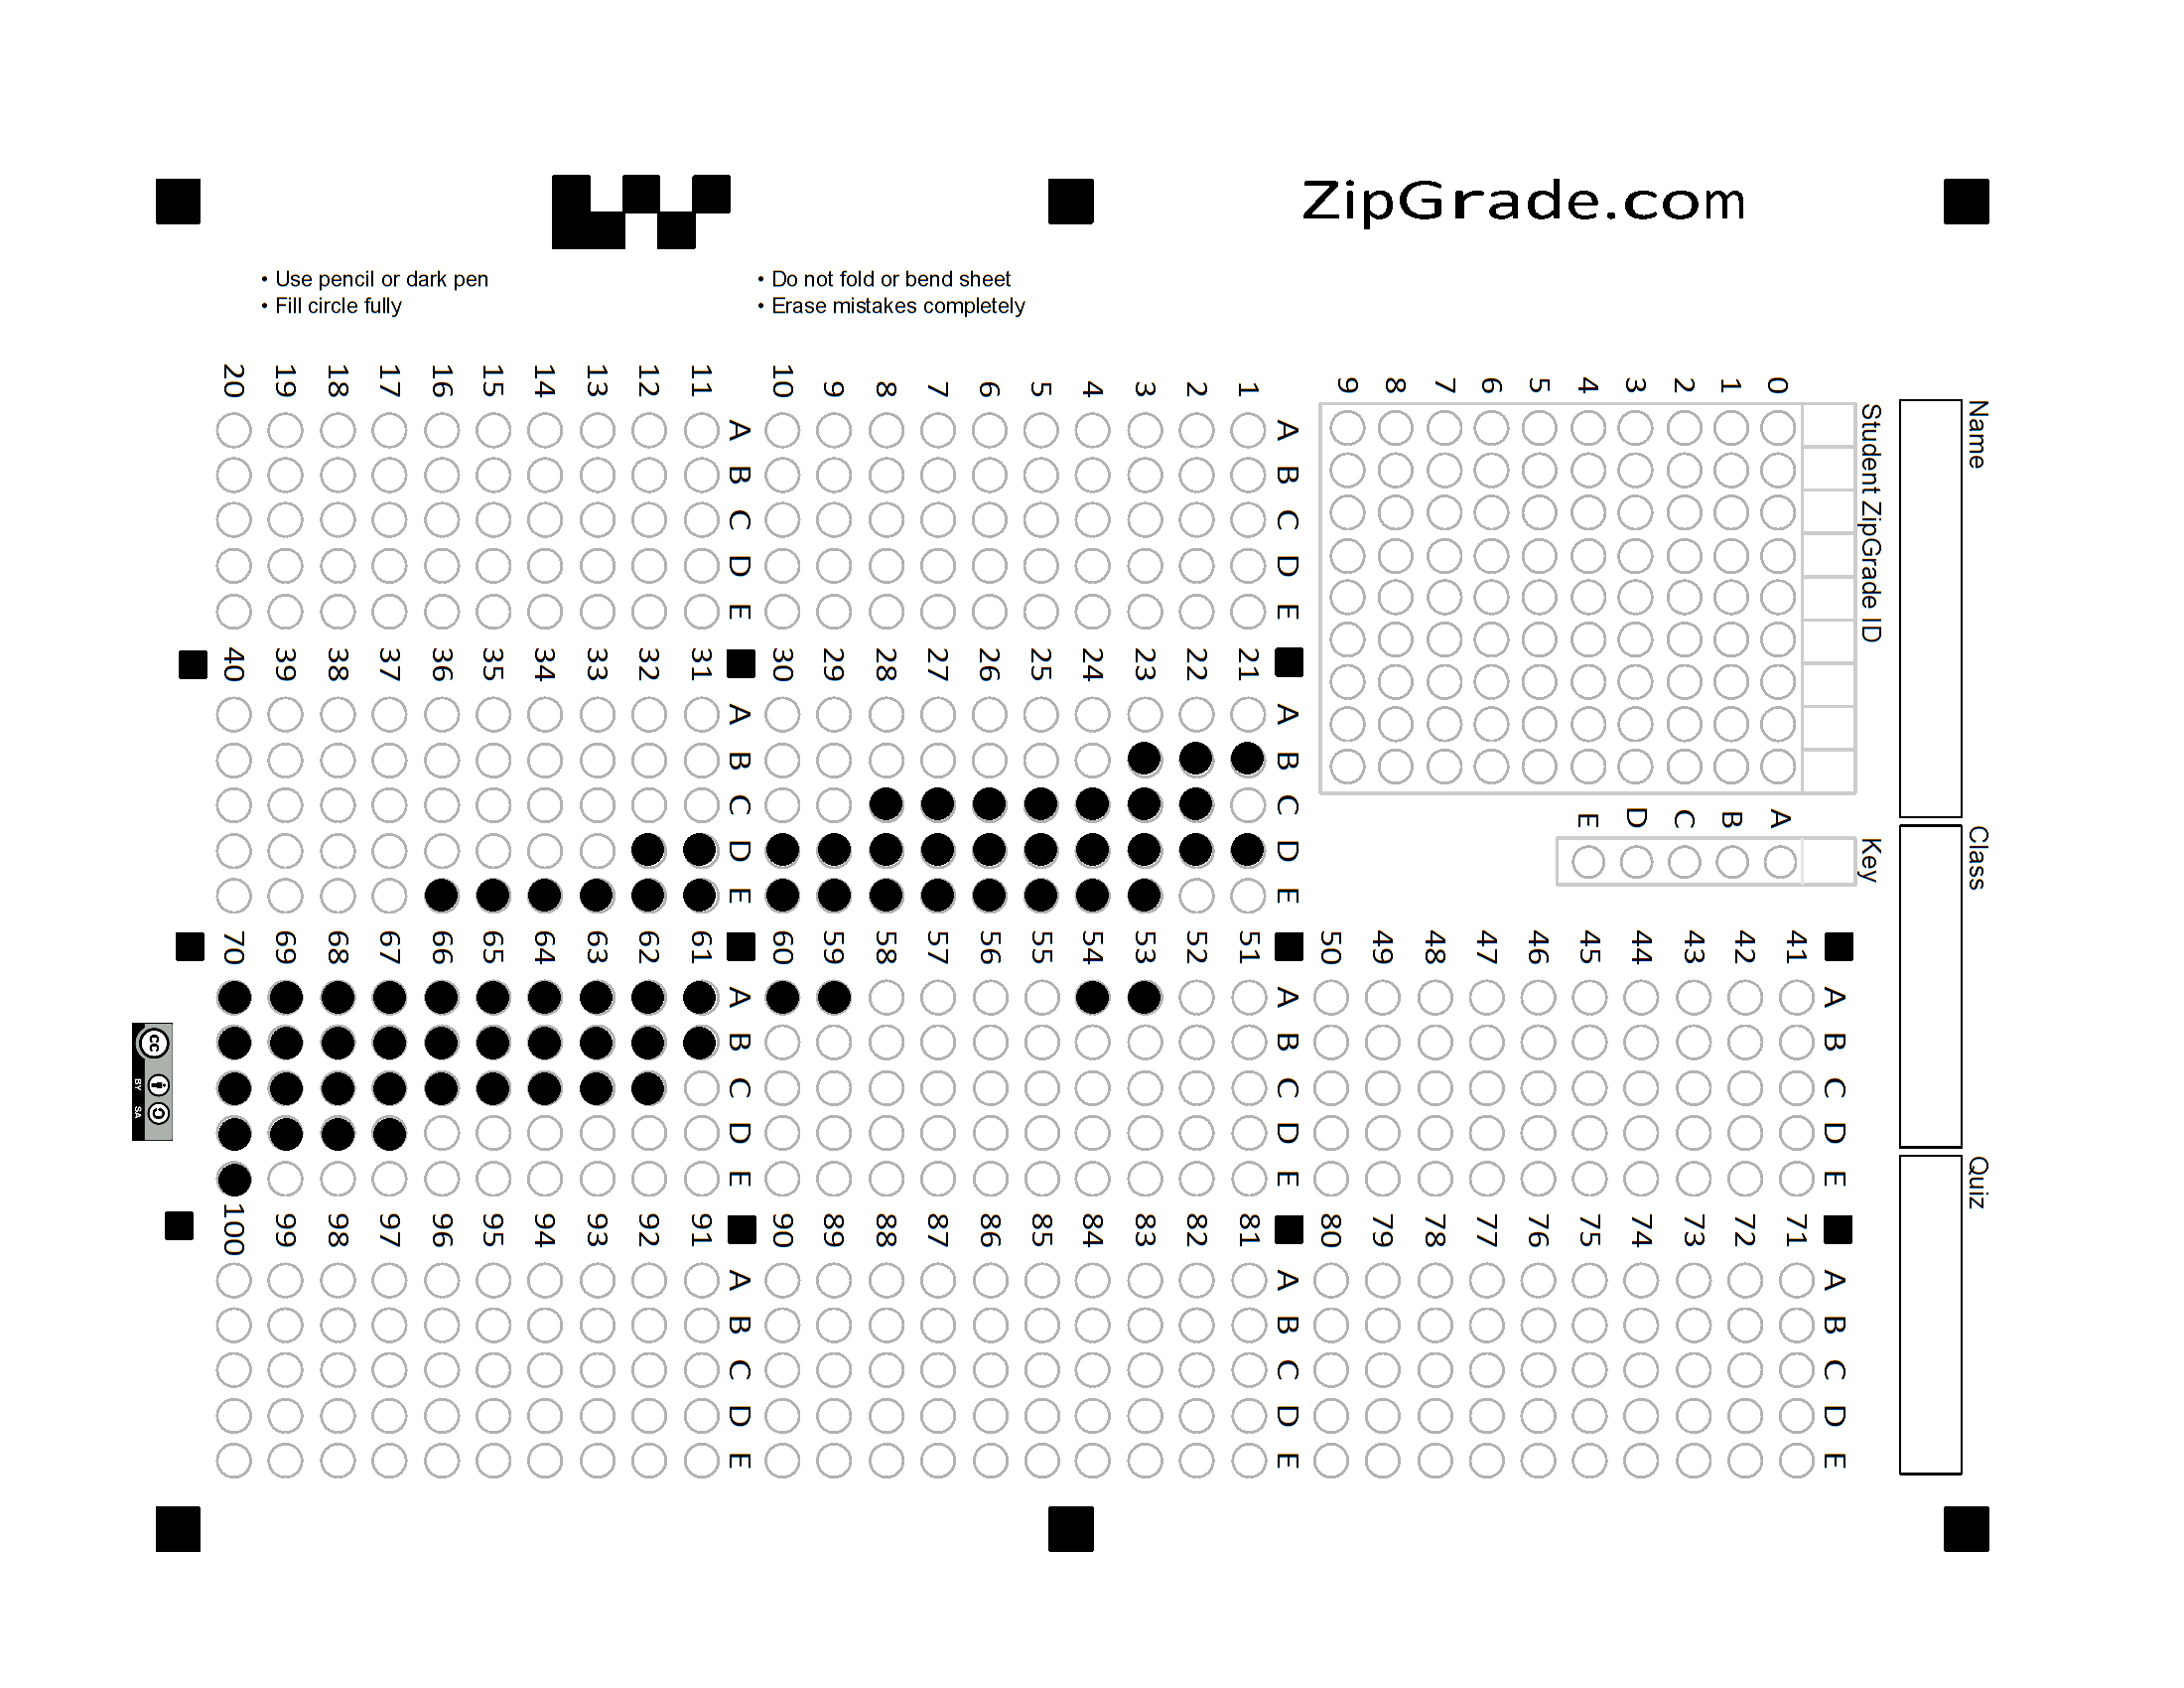 ZipGrade.com
• Use pencil or dark pen
• Fill circle fully
• Do not fold or bend sheet
• Erase mistakes completely
Name
Class
Quiz
Student ZipGrade ID
0 1 2 3 4 5 6 7 8 9
Key
A B C D E
1 2 3 4 5 6 7 8 9 10
A B C D E
11 12 13 14 15 16 17 18 19 20
A B C D E
21 22 23 24 25 26 27 28 29 30
A B C D E
31 32 33 34 35 36 37 38 39 40
A B C D E
41 42 43 44 45 46 47 48 49 50
A B C D E
51 52 53 54 55 56 57 58 59 60
A B C D E
61 62 63 64 65 66 67 68 69 70
A B C D E
71 72 73 74 75 76 77 78 79 80
A B C D E
81 82 83 84 85 86 87 88 89 90
A B C D E
91 92 93 94 95 96 97 98 99 100
A B C D E
cc BY SA